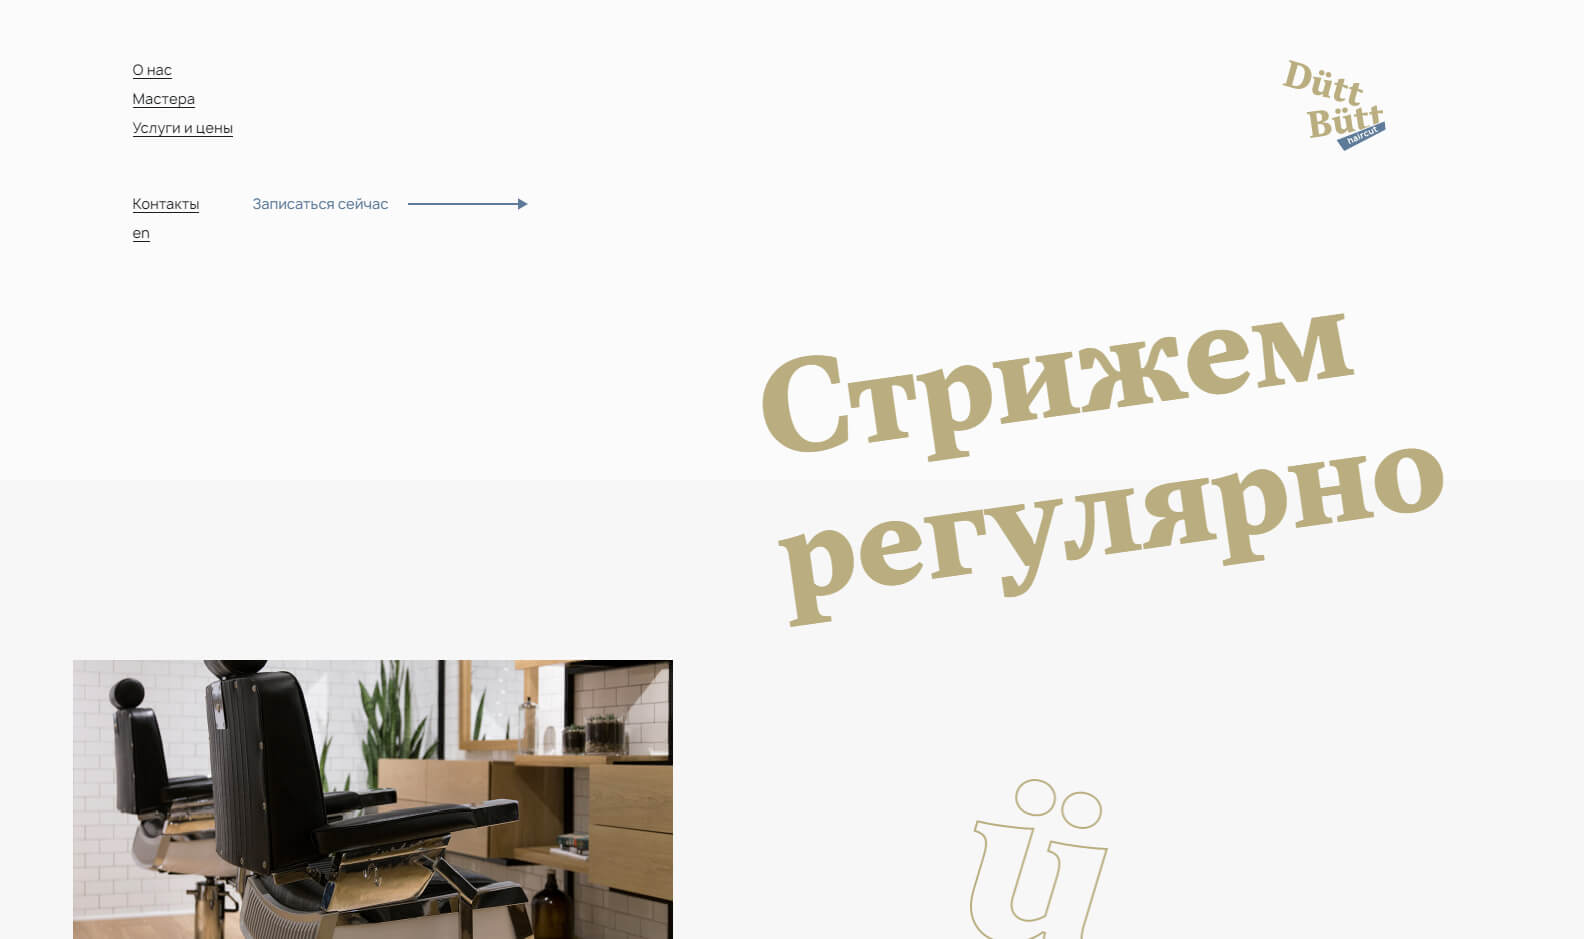 О нас
Мастера
Услуги и цены
Контакты
Записаться сейчас
en
Dütt
Bütt
haircut
Стрижем
регулярно
ü